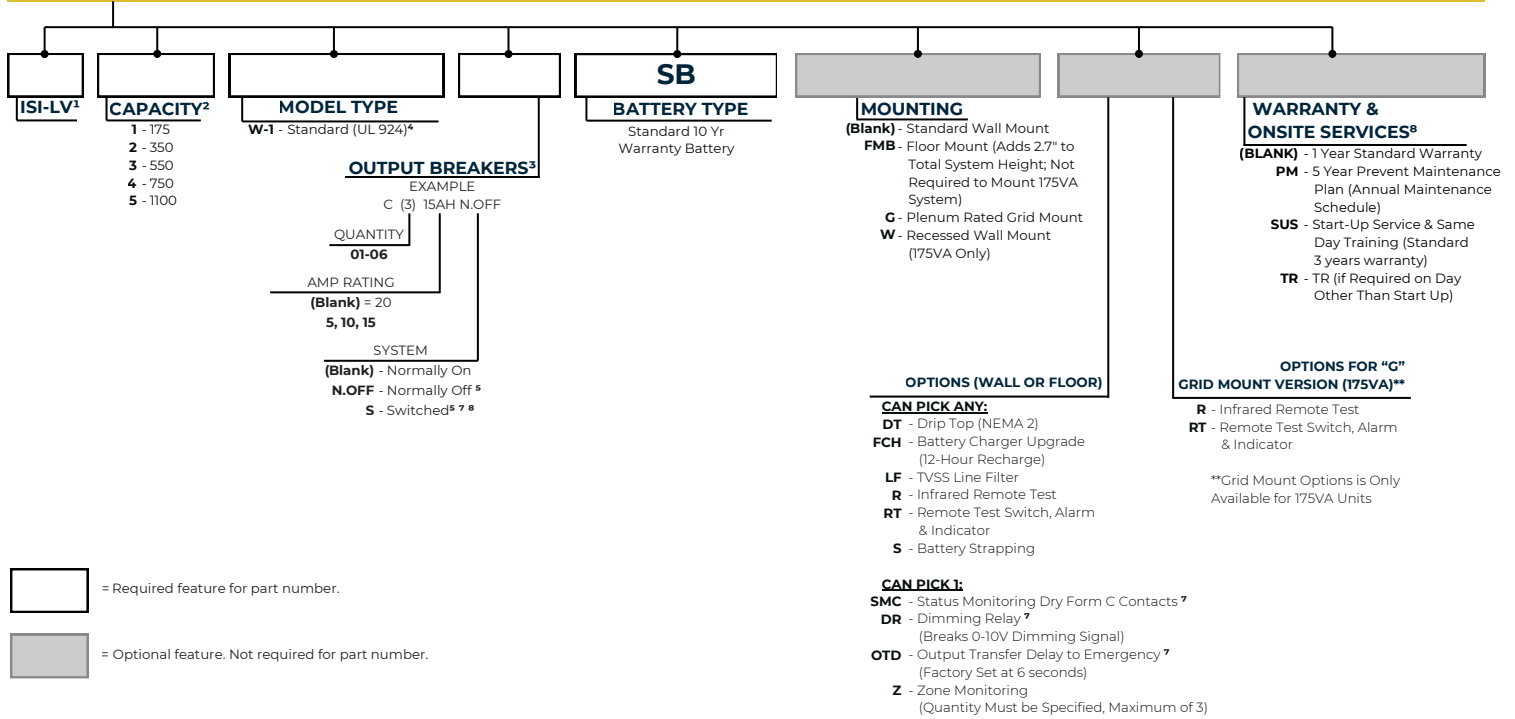 SB
ISI-LV¹
CAPACITY²
1 - 175
2 - 350
3 - 550
4 - 750
5 - 1100
MODEL TYPE
W-1 - Standard (UL 924)⁴
OUTPUT BREAKERS³
EXAMPLE
C (3) 15AH N.OFF
QUANTITY
01-06
AMP RATING
(Blank) = 20
5, 10, 15
SYSTEM
(Blank) - Normally On
N.OFF - Normally Off ⁵
S - Switched⁵ ⁷ ⁸
BATTERY TYPE
Standard 10 Yr
Warranty Battery
MOUNTING
(Blank) - Standard Wall Mount
FMB - Floor Mount (Adds 2.7" to
Total System Height; Not
Required to Mount 175VA
System)
G - Plenum Rated Grid Mount
W - Recessed Wall Mount
(175VA Only)
OPTIONS (WALL OR FLOOR)
CAN PICK ANY:
DT - Drip Top (NEMA 2)
FCH - Battery Charger Upgrade
(12-Hour Recharge)
LF - TVSS Line Filter
R - Infrared Remote Test
RT - Remote Test Switch, Alarm
& Indicator
S - Battery Strapping
CAN PICK 1:
SMC - Status Monitoring Dry Form C Contacts ⁷
DR - Dimming Relay ⁷
(Breaks 0-10V Dimming Signal)
OTD - Output Transfer Delay to Emergency ⁷
(Factory Set at 6 seconds)
Z - Zone Monitoring
(Quantity Must be Specified, Maximum of 3)
OPTIONS FOR “G”
GRID MOUNT VERSION (175VA)**
R - Infrared Remote Test
RT - Remote Test Switch, Alarm
& Indicator
**Grid Mount Options is Only
Available for 175VA Units
WARRANTY &
ONSITE SERVICES⁸
(BLANK) - 1 Year Standard Warranty
PM - 5 Year Prevent Maintenance
Plan (Annual Maintenance
Schedule)
SUS - Start-Up Service & Same
Day Training (Standard
3 years warranty)
TR - TR (if Required on Day
Other Than Start Up)
= Required feature for part number.
= Optional feature. Not required for part number.